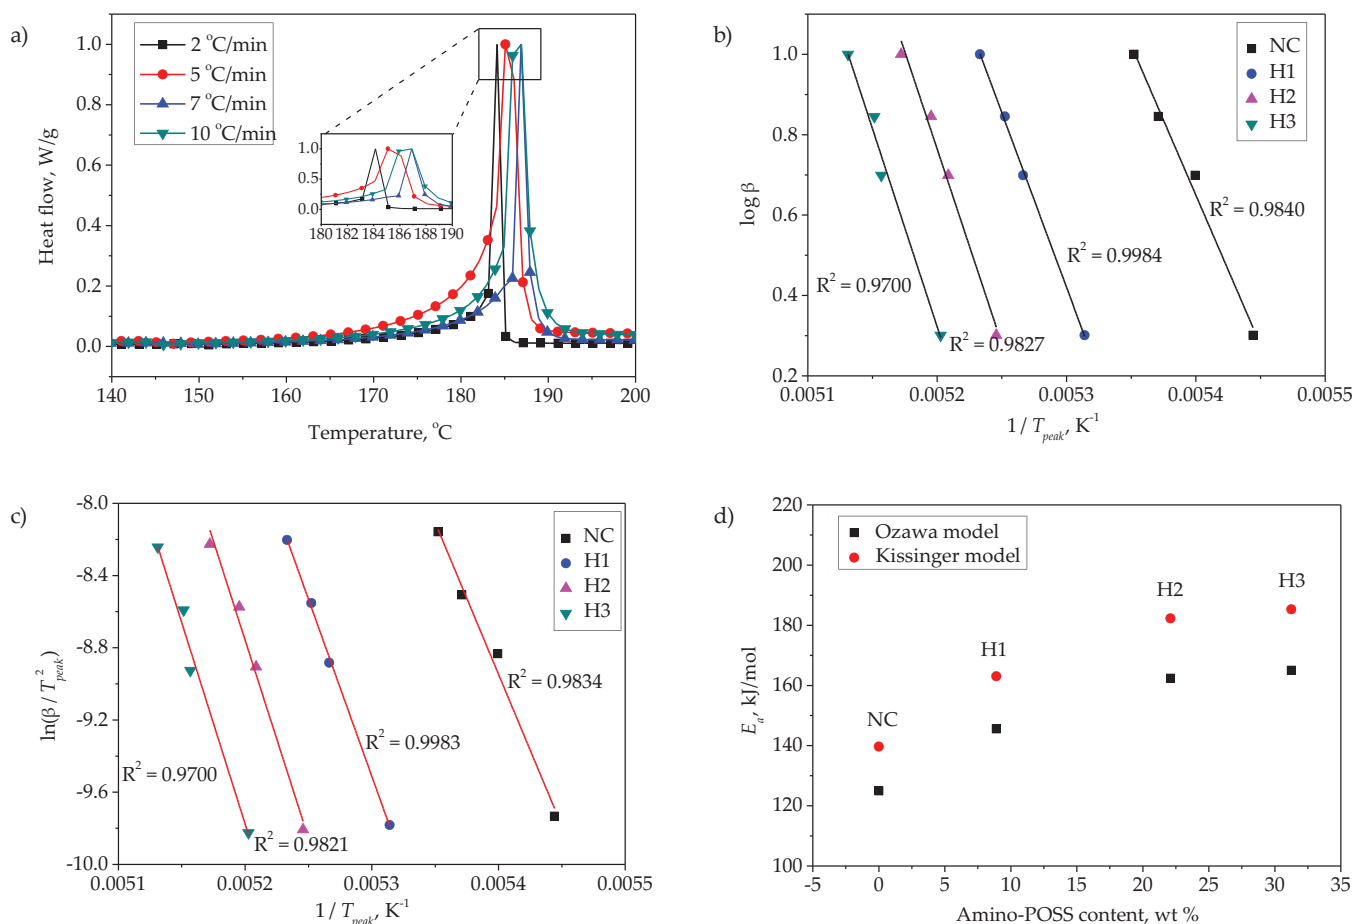 a)
2 °C/min
5 °C/min
7 °C/min
10 °C/min
Heat flow, W/g
1.0
0.8
0.6
0.4
0.2
0.0
1.0
0.5
0.0
180 182 184 186 188 190
140 150 160 170 180 190 200
Temperature, °C
b)
NC
H1
H2
H3
log β
1.0
0.8
0.6
0.4
0.2
R² = 0.9840
R² = 0.9984
R² = 0.9700
R² = 0.9827
0.0051 0.0052 0.0053 0.0054 0.0055
1 / T_peak, K⁻¹
c)
NC
H1
H2
H3
ln(β / T²_peak)
-8.0
-8.4
-8.8
-9.2
-9.6
-10.0
R² = 0.9834
R² = 0.9983
R² = 0.9700
R² = 0.9821
0.0051 0.0052 0.0053 0.0054 0.0055
1 / T_peak, K⁻¹
d)
Ozawa model
Kissinger model
E_a, kJ/mol
220
200
180
160
140
120
100
NC
H1
H2
H3
-5 0 5 10 15 20 25 30 35
Amino-POSS content, wt %